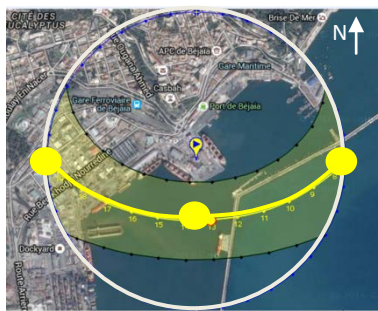 CITÉ DES
EUCALYPTUS
Brise De Mer
N
APC de Béjaïa
Gare Maritime
Casbah
Gare Ferroviaire
de Béjaïa
Port de Béjaïa
Dockyard
17
16
15
13
12
11
10
9